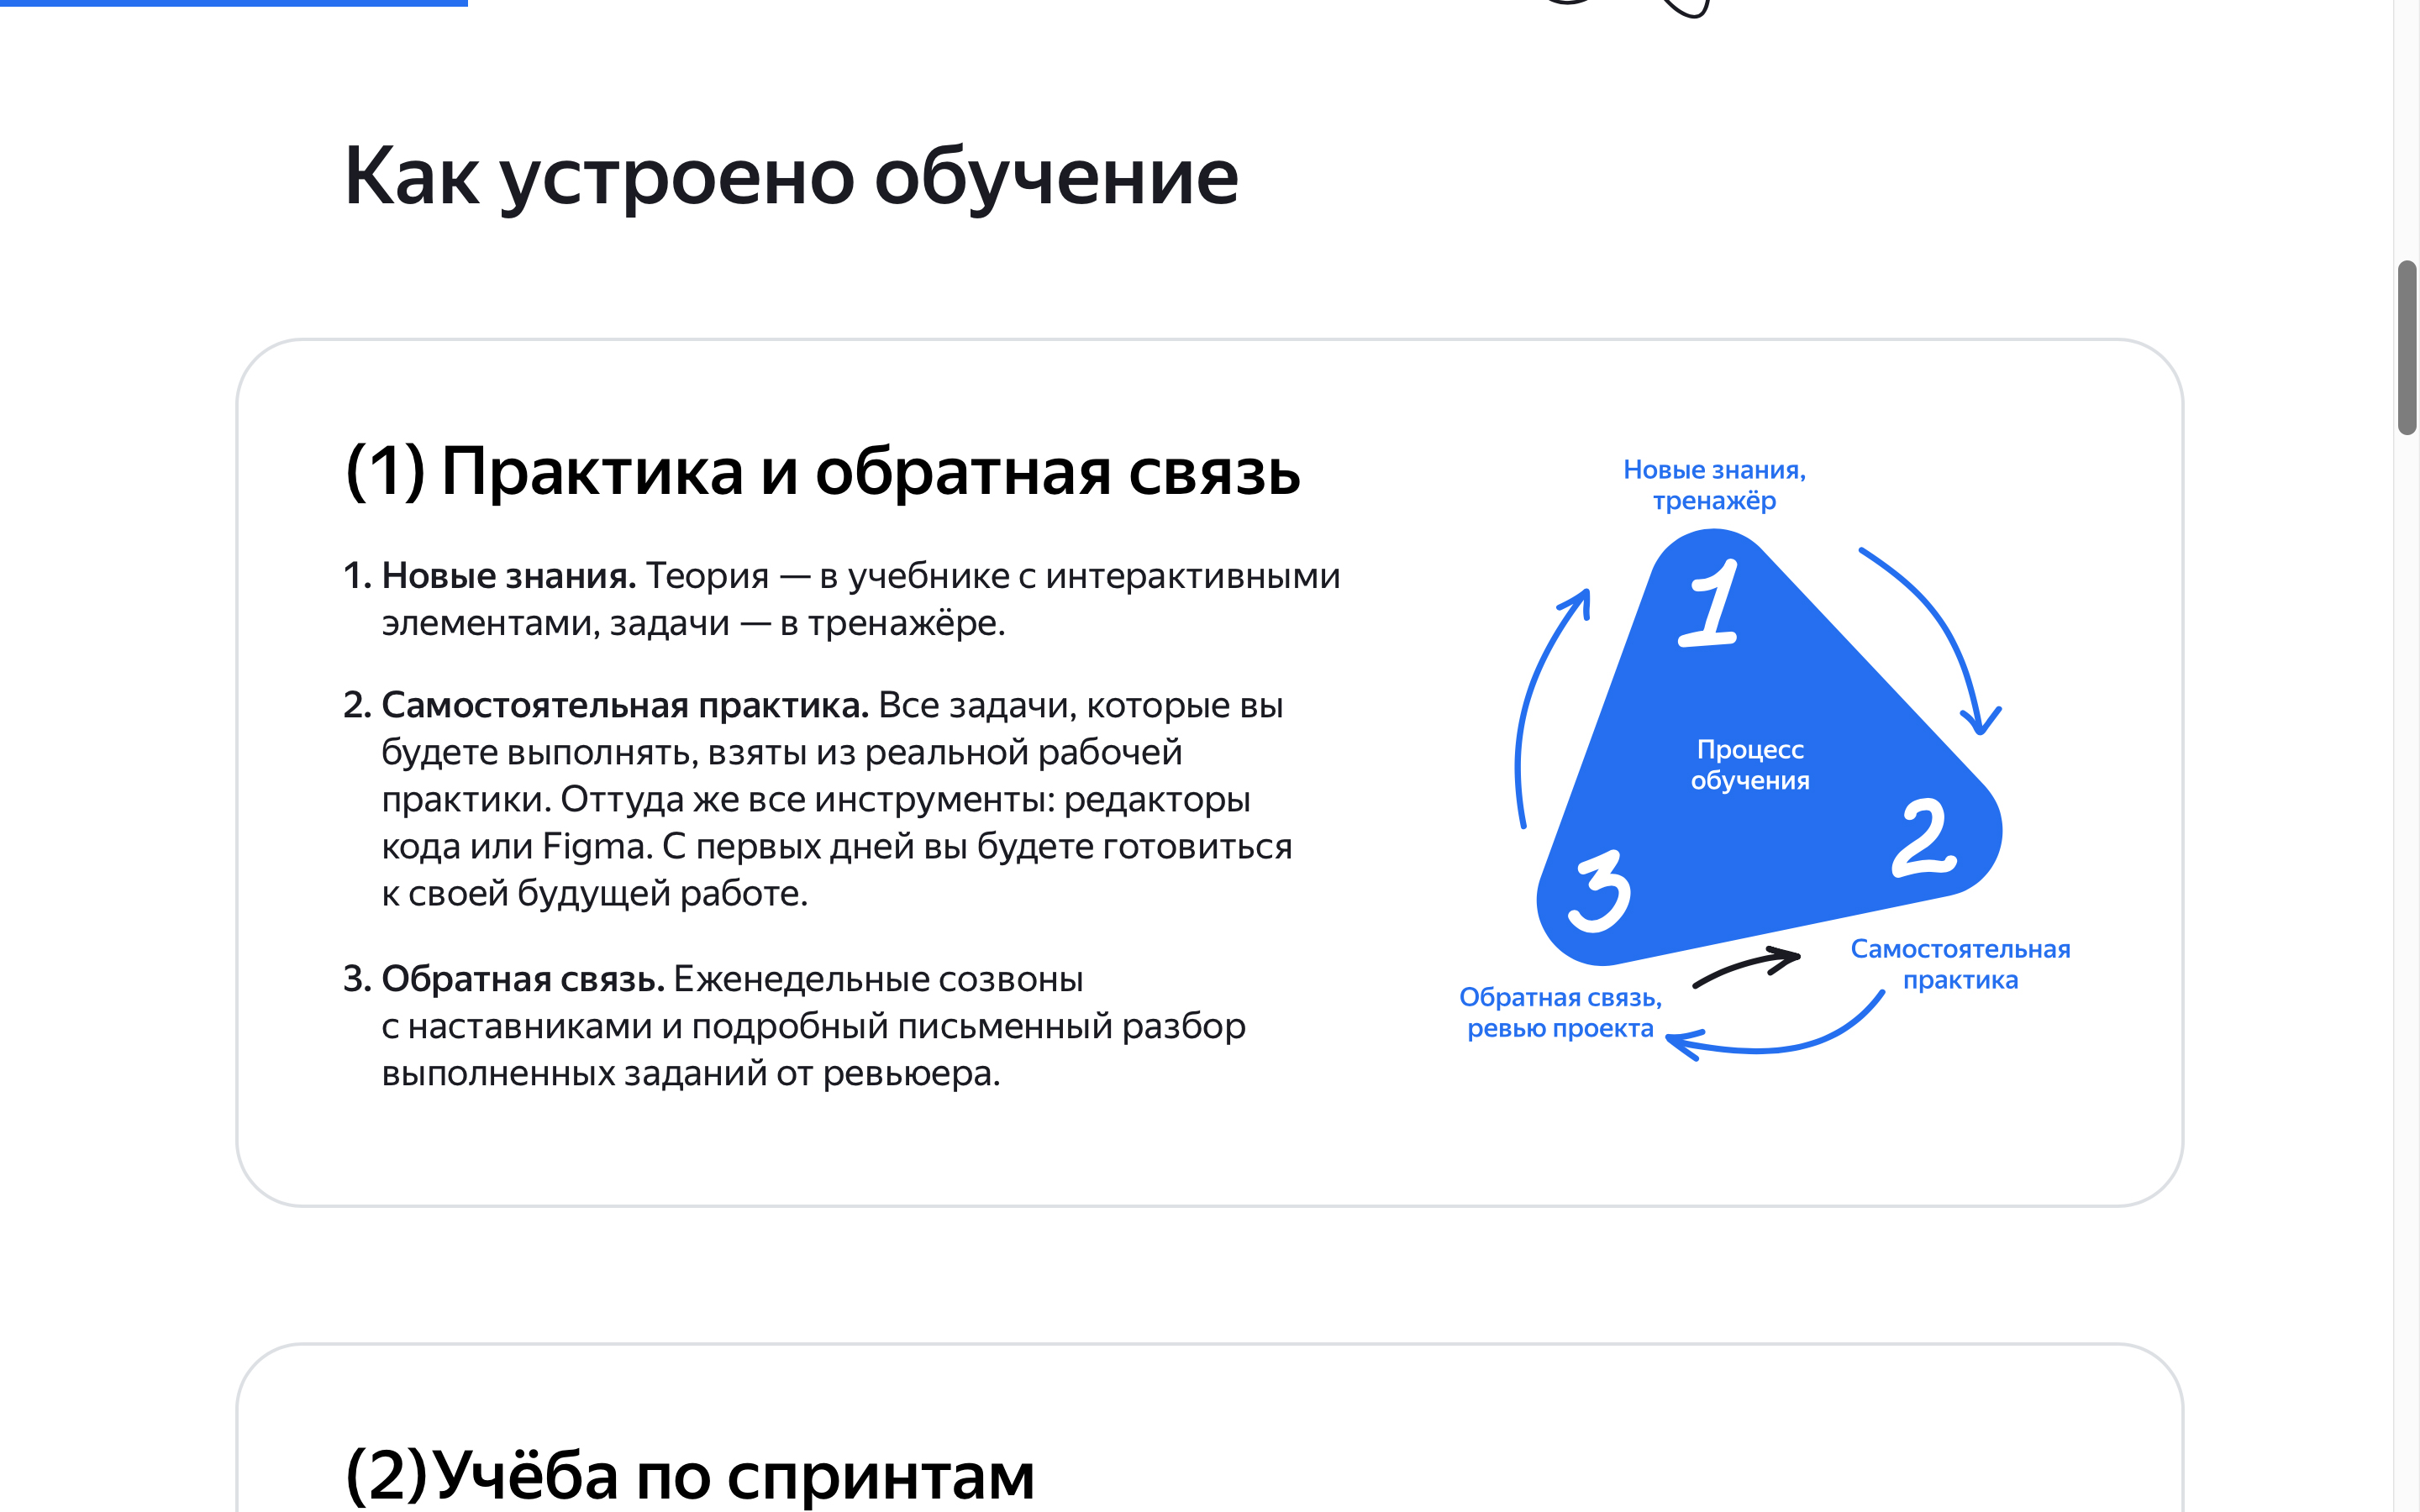 Как устроено обучение
(1) Практика и обратная связь
1. Новые знания. Теория — в учебнике с интерактивными
элементами, задачи — в тренажёре.
2. Самостоятельная практика. Все задачи, которые вы
будете выполнять, взяты из реальной рабочей
практики. Оттуда же все инструменты: редакторы
кода или Figma. С первых дней вы будете готовиться
к своей будущей работе.
3. Обратная связь. Еженедельные созвоны
с наставниками и подробный письменный разбор
выполненных заданий от ревьюера.
Новые знания,
тренажёр
1
Процесс
обучения
2
3
Самостоятельная
практика
Обратная связь,
ревью проекта
(2)Учёба по спринтам